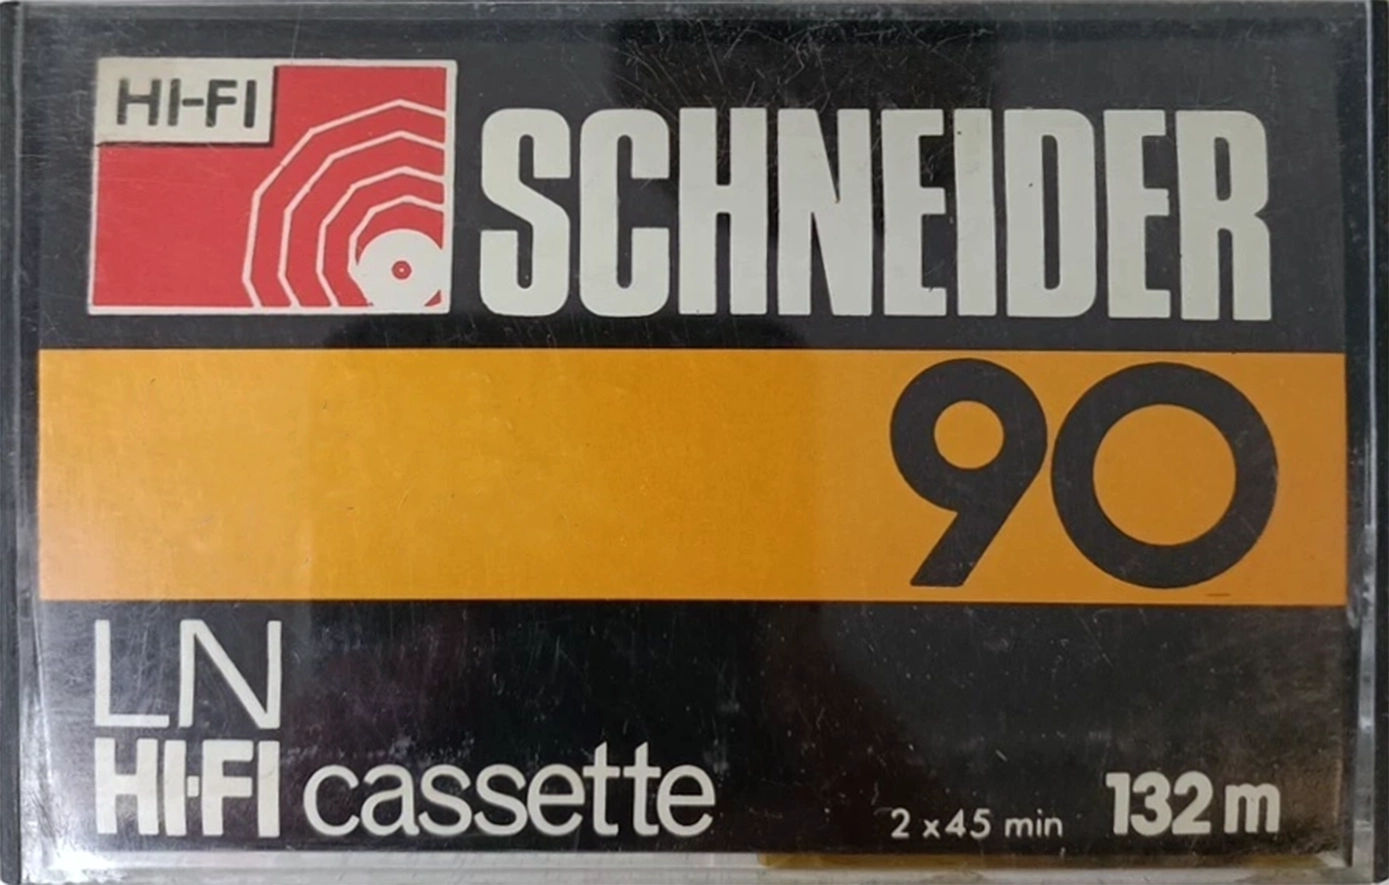 HI-FI
SCHNEIDER
90
LN
HI-FI cassette
2 x 45 min 132 m